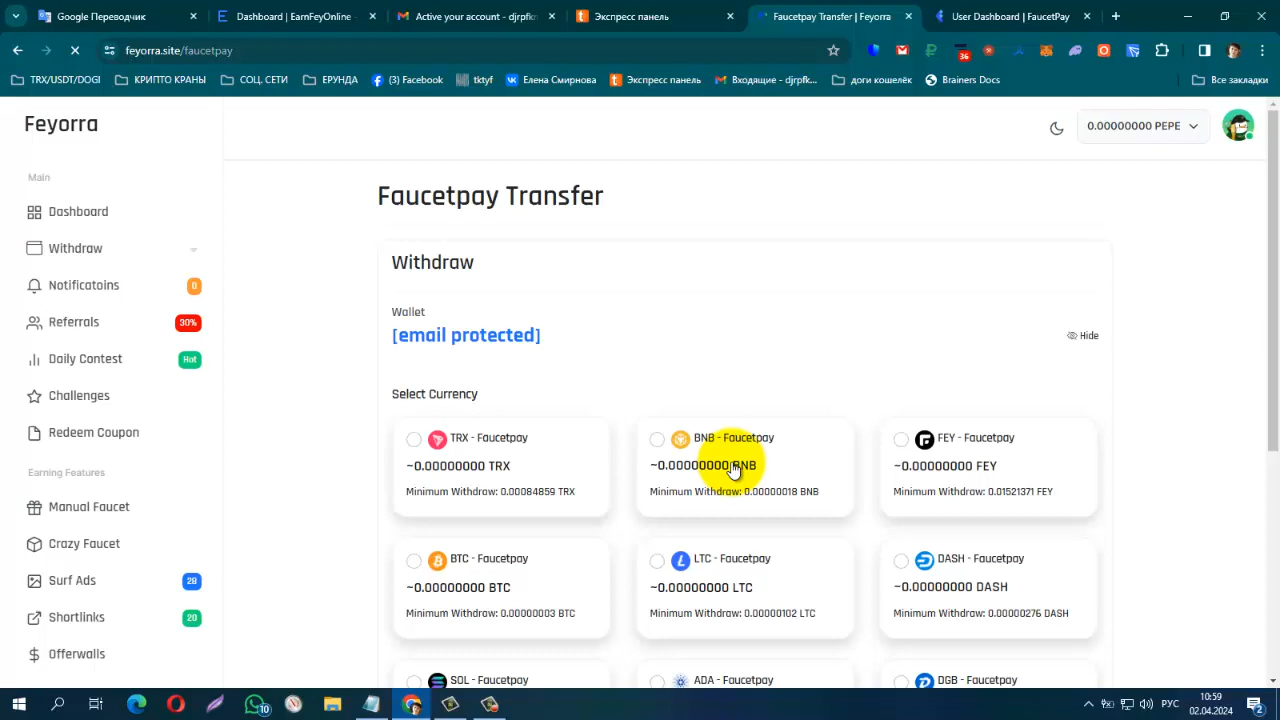 Google Переводчик
Dashboard | EarnFeyOnline -
Active your account - djrpfkn
Экспресс панель
Feyorra Transfer | Feyorra
User Dashboard | FaucetPay
feyorra.site/faucetpay
36
TRX/USDT/DOGI
КРИПТО КРАНЫ
СОЦ. СЕТИ
ЕРУНДА
(3) Facebook
tktyf
Елена Смирнова
Экспресс панель
Входящие - djrpfk...
доги кошелёк
Brainers Docs
Все закладки
Feyorra
0.00000000 PEPE
Main
Dashboard
Withdraw
Notificatoins
0
Referrals
30%
Daily Contest
Hot
Challenges
Redeem Coupon
Earning Features
Manual Faucet
Crazy Faucet
Surf Ads
28
Shortlinks
20
Offerwalls
Faucetpay Transfer
Withdraw
Wallet
[email protected]
Hide
Select Currency
TRX - Faucetpay
~0.00000000 TRX
Minimum Withdraw: 0.00084859 TRX
BNB - Faucetpay
~0.00000000 BNB
Minimum Withdraw: 0.00000018 BNB
FEY - Faucetpay
~0.00000000 FEY
Minimum Withdraw: 0.01521371 FEY
BTC - Faucetpay
~0.00000000 BTC
Minimum Withdraw: 0.00000003 BTC
LTC - Faucetpay
~0.00000000 LTC
Minimum Withdraw: 0.00000102 LTC
DASH - Faucetpay
~0.00000000 DASH
Minimum Withdraw: 0.00000276 DASH
SOL - Faucetpay
ADA - Faucetpay
DGB - Faucetpay
10
РУС
10:59
02.04.2024
2